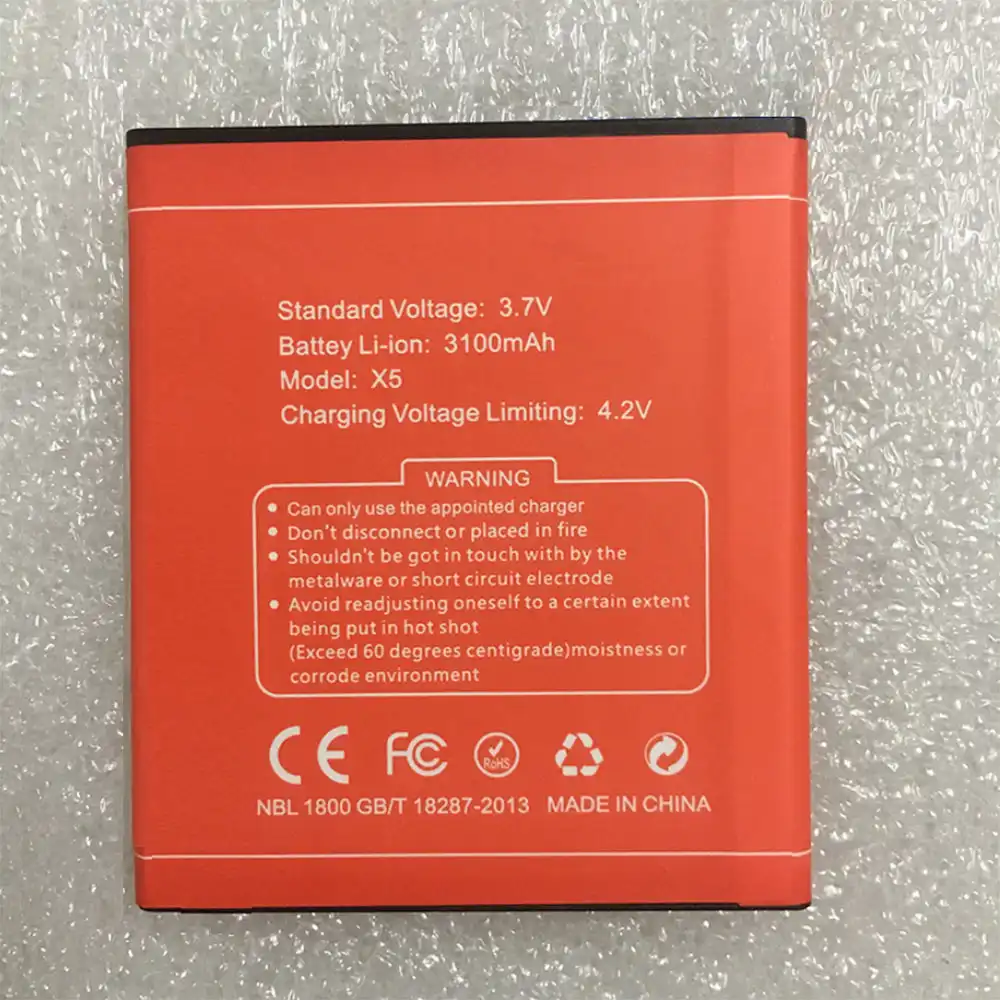 Standard Voltage: 3.7V
Battey Li-ion: 3100mAh
Model: X5
Charging Voltage Limiting: 4.2V
WARNING
• Can only use the appointed charger
• Don't disconnect or placed in fire
• Shouldn't be got in touch with by the
metalware or short circuit electrode
• Avoid readjusting oneself to a certain extent
being put in hot shot
(Exceed 60 degrees centigrade)moistness or
corrode environment
CE FC RoHS
NBL 1800 GB/T 18287-2013 MADE IN CHINA